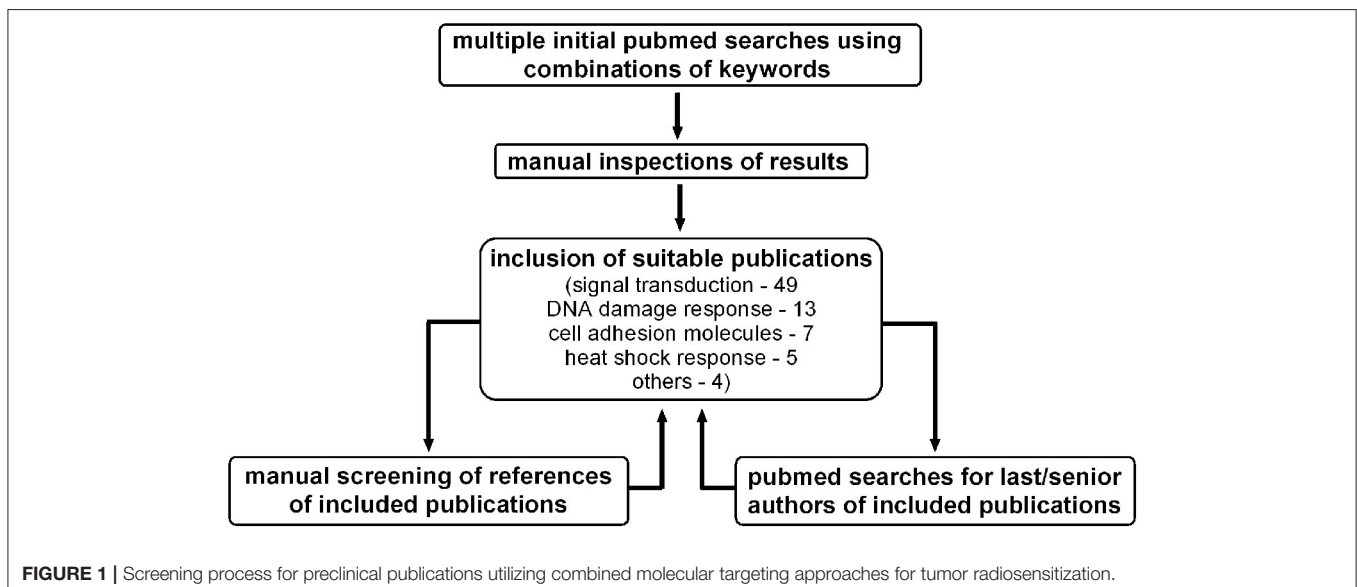 multiple initial pubmed searches using
combinations of keywords
manual inspections of results
inclusion of suitable publications
(signal transduction - 49
DNA damage response - 13
cell adhesion molecules - 7
heat shock response - 5
others - 4)
manual screening of references
of included publications
pubmed searches for last/senior
authors of included publications
FIGURE 1 | Screening process for preclinical publications utilizing combined molecular targeting approaches for tumor radiosensitization.